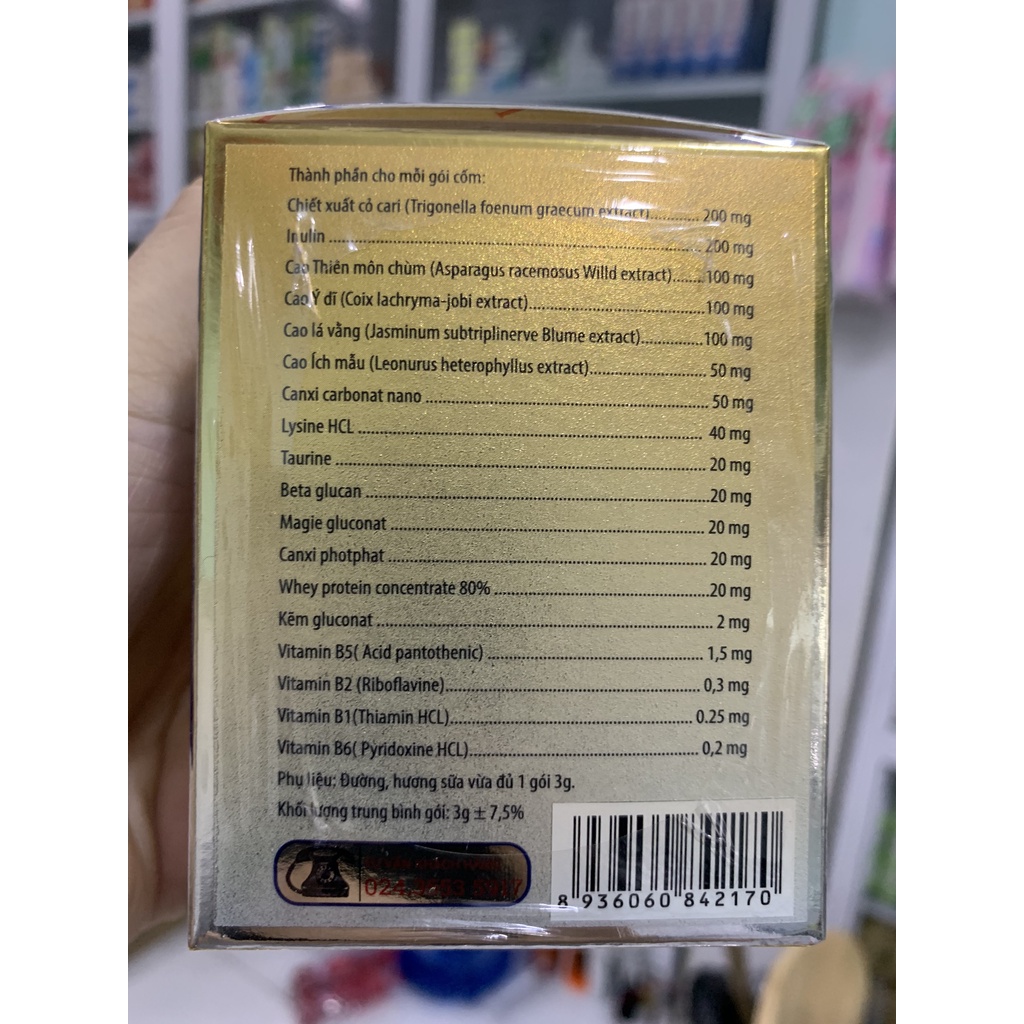 Thành phần cho mỗi gói cốm:
Chiết xuất cỏ cari (Trigonella foenum graecum extract)............ 200 mg
Inulin ........................................................................................ 200 mg
Cao Thiên môn chùm (Asparagus racemosus Willd extract).......100 mg
Cao Ý dĩ (Coix lachryma-jobi extract)..........................................100 mg
Cao lá vằng (Jasminum subtriplinerve Blume extract)...............100 mg
Cao Ích mẫu (Leonurus heterophyllus extract)............................ 50 mg
Canxi carbonat nano .................................................................... 50 mg
Lysine HCL .................................................................................... 40 mg
Taurine ......................................................................................... 20 mg
Beta glucan ...................................................................................20 mg
Magie gluconat ............................................................................ 20 mg
Canxi photphat ............................................................................. 20 mg
Whey protein concentrate 80% ....................................................20 mg
Kẽm gluconat ................................................................................ 2 mg
Vitamin B5( Acid pantothenic) .................................................... 1,5 mg
Vitamin B2 (Riboflavine)............................................................. 0,3 mg
Vitamin B1(Thiamin HCL)........................................................... 0.25 mg
Vitamin B6( Pyridoxine HCL)....................................................... 0,2 mg
Phụ liệu: Đường, hương sữa vừa đủ 1 gói 3g.
Khối lượng trung bình gói: 3g ± 7,5%
024
8 936060 842170